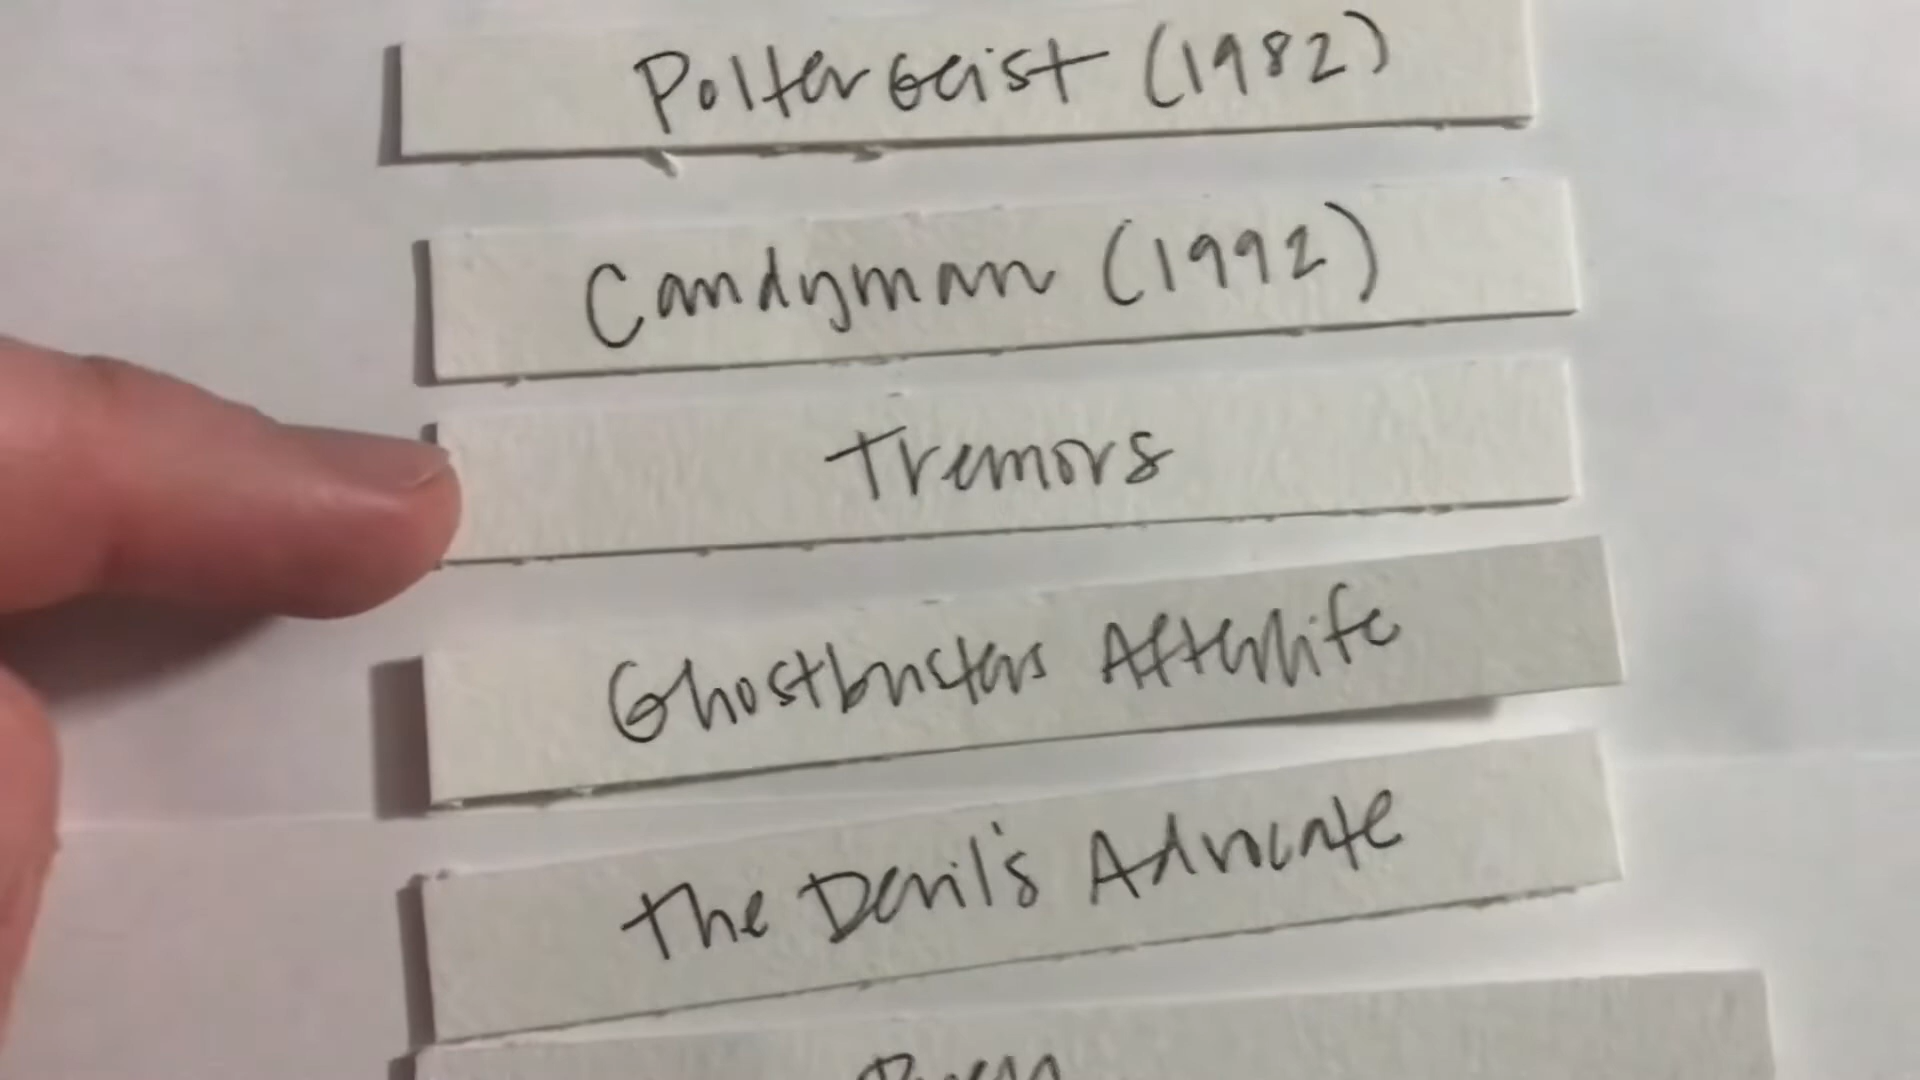 Poltergeist (1982)
Candyman (1992)
Tremors
Ghostbusters Afterlife
The Devil's Advocate